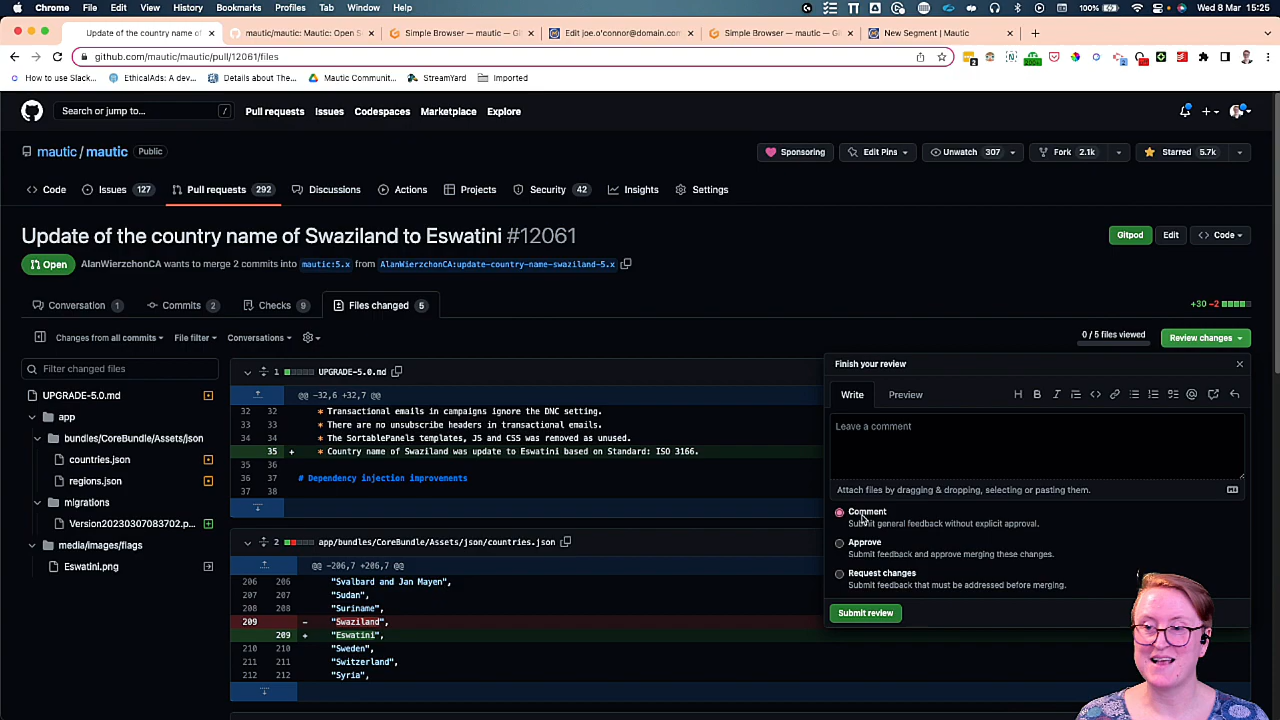 Chrome File Edit View History Bookmarks Profiles Tab Window Help 100% Wed 8 Mar 15:25
Update of the country name of mautic/mautic: Mautic: Open S Simple Browser — mautic — Gi Edit joe.o'connor@domain.com Simple Browser — mautic — Gi New Segment | Mautic
github.com/mautic/mautic/pull/12061/files
How to use Slack... EthicalAds: A dev... Details about The... Mautic Communit... StreamYard Imported
Search or jump to... / Pull requests Issues Codespaces Marketplace Explore
mautic / mautic Public Sponsoring Edit Pins Unwatch 307 Fork 2.1k Starred 5.7k
Code Issues 127 Pull requests 292 Discussions Actions Projects Security 42 Insights Settings
Update of the country name of Swaziland to Eswatini #12061 Gitpod Edit Code
Open AlanWierzchonCA wants to merge 2 commits into mautic:5.x from AlanWierzchonCA:update-country-name-swaziland-5.x
Conversation 1 Commits 2 Checks 9 Files changed 5 +30 −2
Changes from all commits File filter Conversations 0 / 5 files viewed Review changes
Filter changed files
UPGRADE-5.0.md
app
bundles/CoreBundle/Assets/json
countries.json
regions.json
migrations
Version20230307083702.p...
media/images/flags
Eswatini.png
1 UPGRADE-5.0.md
@@ -32,6 +32,7 @@
32 32 * Transactional emails in campaigns ignore the DNC setting.
33 33 * There are no unsubscribe headers in transactional emails.
34 34 * The SortablePanels templates, JS and CSS was removed as unused.
35 + * Country name of Swaziland was update to Eswatini based on Standard: ISO 3166.
35 36
36 37 # Dependency injection improvements
37 38
2 app/bundles/CoreBundle/Assets/json/countries.json
@@ -206,7 +206,7 @@
206 206 "Svalbard and Jan Mayen",
207 207 "Sudan",
208 208 "Suriname",
209 - "Swaziland",
209 + "Eswatini",
210 210 "Sweden",
211 211 "Switzerland",
212 212 "Syria",
Finish your review
Write Preview
Leave a comment
Attach files by dragging & dropping, selecting or pasting them.
Comment
Submit general feedback without explicit approval.
Approve
Submit feedback and approve merging these changes.
Request changes
Submit feedback that must be addressed before merging.
Submit review